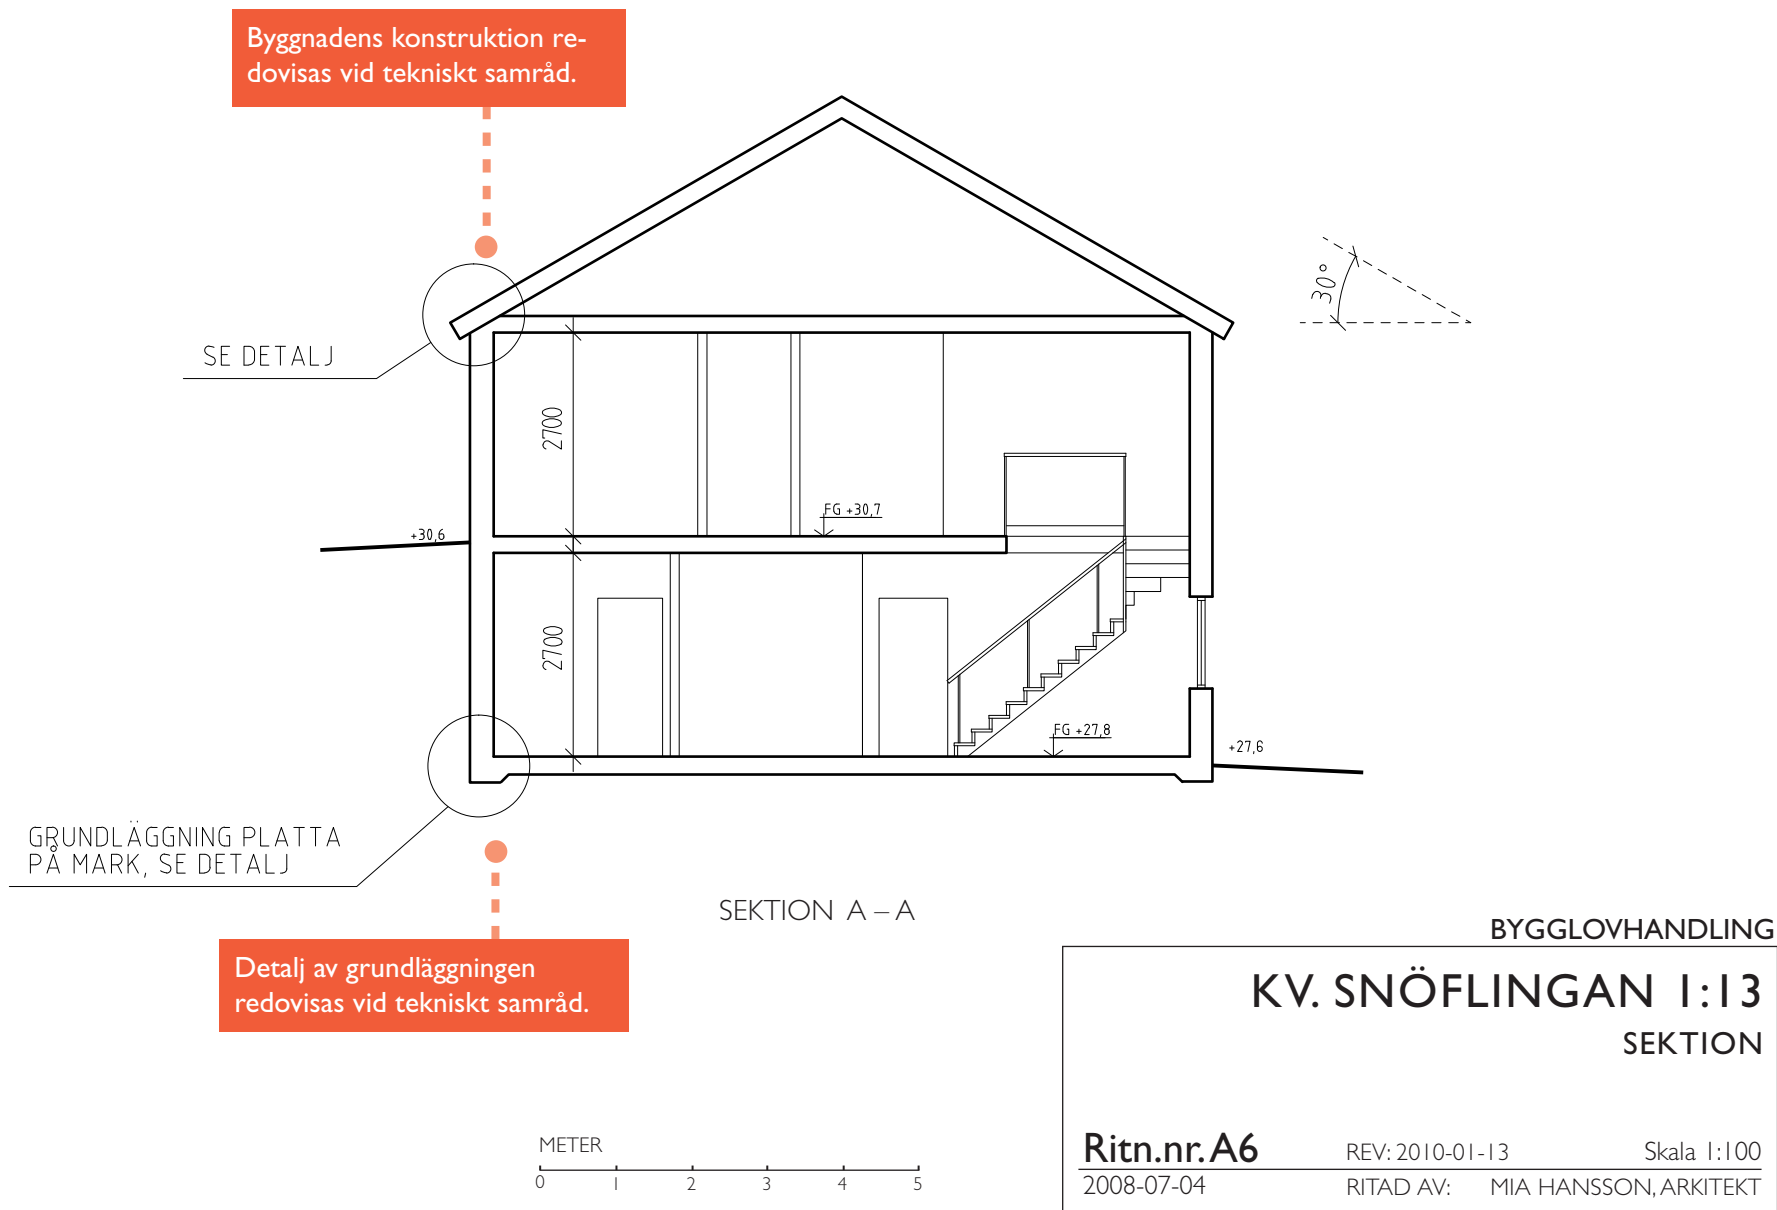 Byggnadens konstruktion re-
dovisas vid tekniskt samråd.
30°
SE DETALJ
2700
FG +30,7
+30,6
2700
FG +27,8
+27,6
GRUNDLÄGGNING PLATTA
PÅ MARK, SE DETALJ
SEKTION A – A
Detalj av grundläggningen
redovisas vid tekniskt samråd.
BYGGLOVHANDLING
KV. SNÖFLINGAN 1:13
SEKTION
METER
0 1 2 3 4 5
Ritn.nr. A6 REV: 2010-01-13 Skala 1:100
2008-07-04 RITAD AV: MIA HANSSON, ARKITEKT